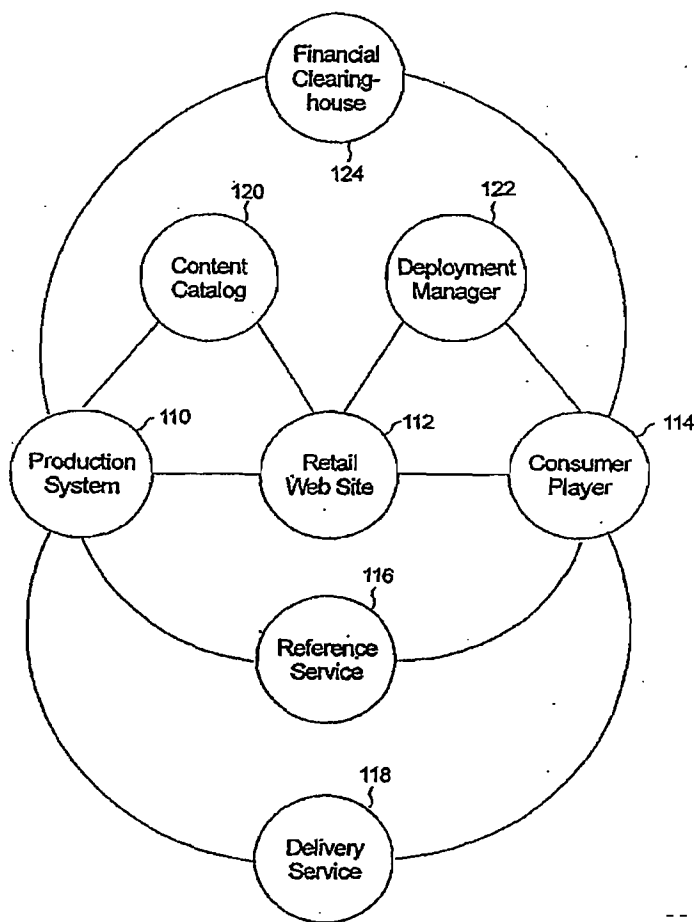 Financial
Clearing-
house
124
120
122
Content
Catalog
Deployment
Manager
110
112
114
Production
System
Retail
Web Site
Consumer
Player
116
Reference
Service
118
Delivery
Service